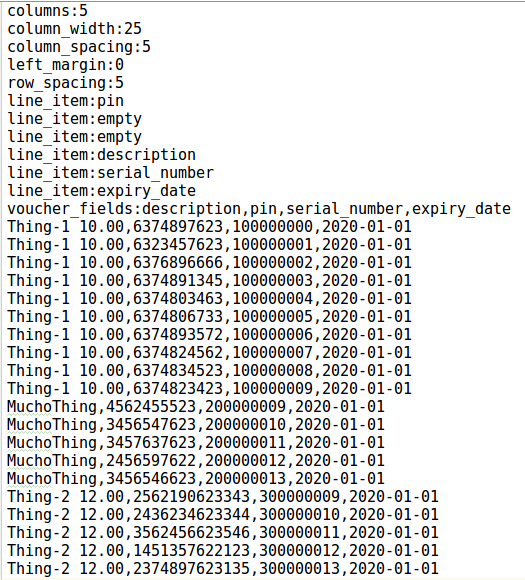 columns:5
column_width:25
column_spacing:5
left_margin:0
row_spacing:5
line_item:pin
line_item:empty
line_item:empty
line_item:description
line_item:serial_number
line_item:expiry_date
voucher_fields:description,pin,serial_number,expiry_date
Thing-1 10.00,6374897623,100000000,2020-01-01
Thing-1 10.00,6323457623,100000001,2020-01-01
Thing-1 10.00,6376896666,100000002,2020-01-01
Thing-1 10.00,6374891345,100000003,2020-01-01
Thing-1 10.00,6374803463,100000004,2020-01-01
Thing-1 10.00,6374806733,100000005,2020-01-01
Thing-1 10.00,6374893572,100000006,2020-01-01
Thing-1 10.00,6374824562,100000007,2020-01-01
Thing-1 10.00,6374834523,100000008,2020-01-01
Thing-1 10.00,6374823423,100000009,2020-01-01
MuchoThing,4562455523,200000009,2020-01-01
MuchoThing,3456547623,200000010,2020-01-01
MuchoThing,3457637623,200000011,2020-01-01
MuchoThing,2456597622,200000012,2020-01-01
MuchoThing,3456546623,200000013,2020-01-01
Thing-2 12.00,2562190623343,300000009,2020-01-01
Thing-2 12.00,2436234623344,300000010,2020-01-01
Thing-2 12.00,3562456623546,300000011,2020-01-01
Thing-2 12.00,1451357622123,300000012,2020-01-01
Thing-2 12.00,2374897623135,300000013,2020-01-01